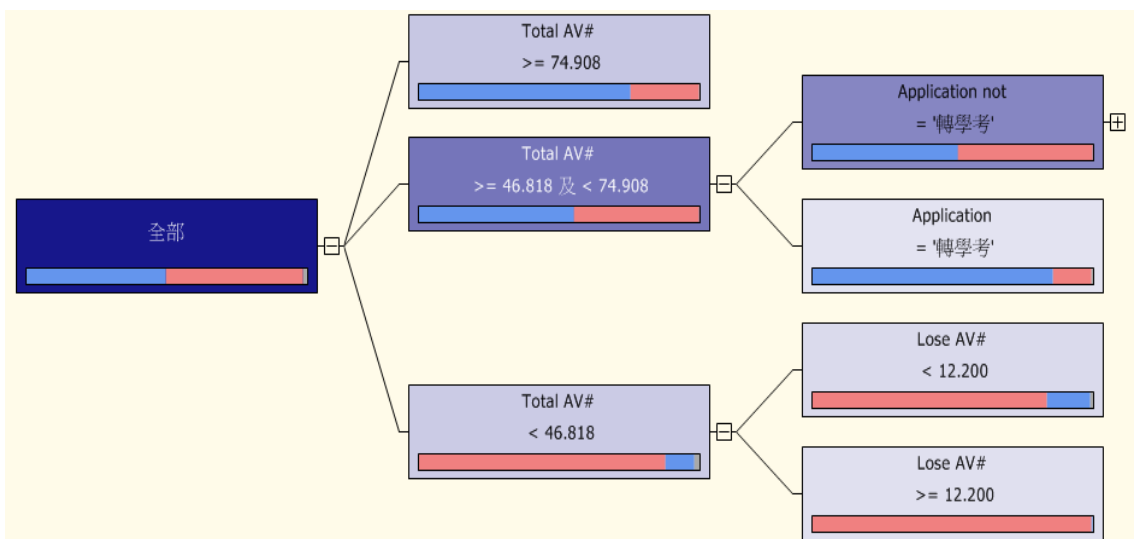 全部
Total AV#
>= 74.908
Total AV#
>= 46.818 及 < 74.908
Total AV#
< 46.818
Application not
= '轉學考'
Application
= '轉學考'
Lose AV#
< 12.200
Lose AV#
>= 12.200